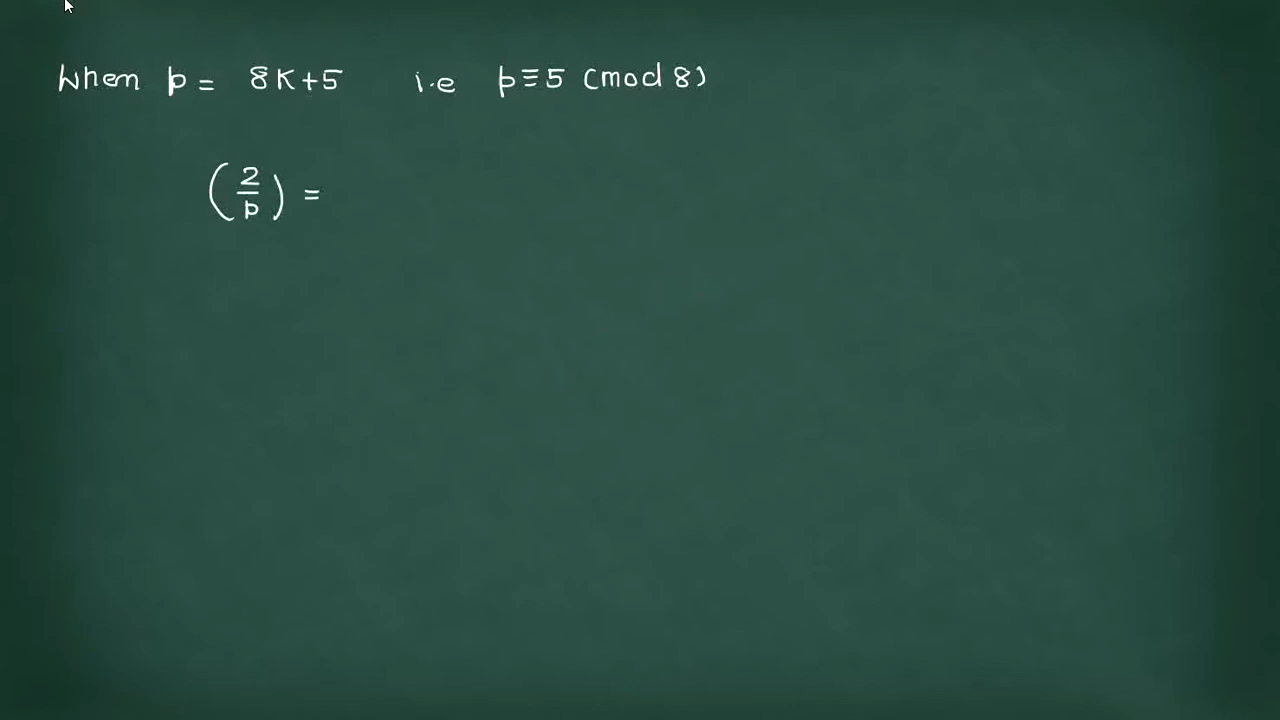 When p = 8K+5 i.e p≡5 (mod 8)
(2/p) =